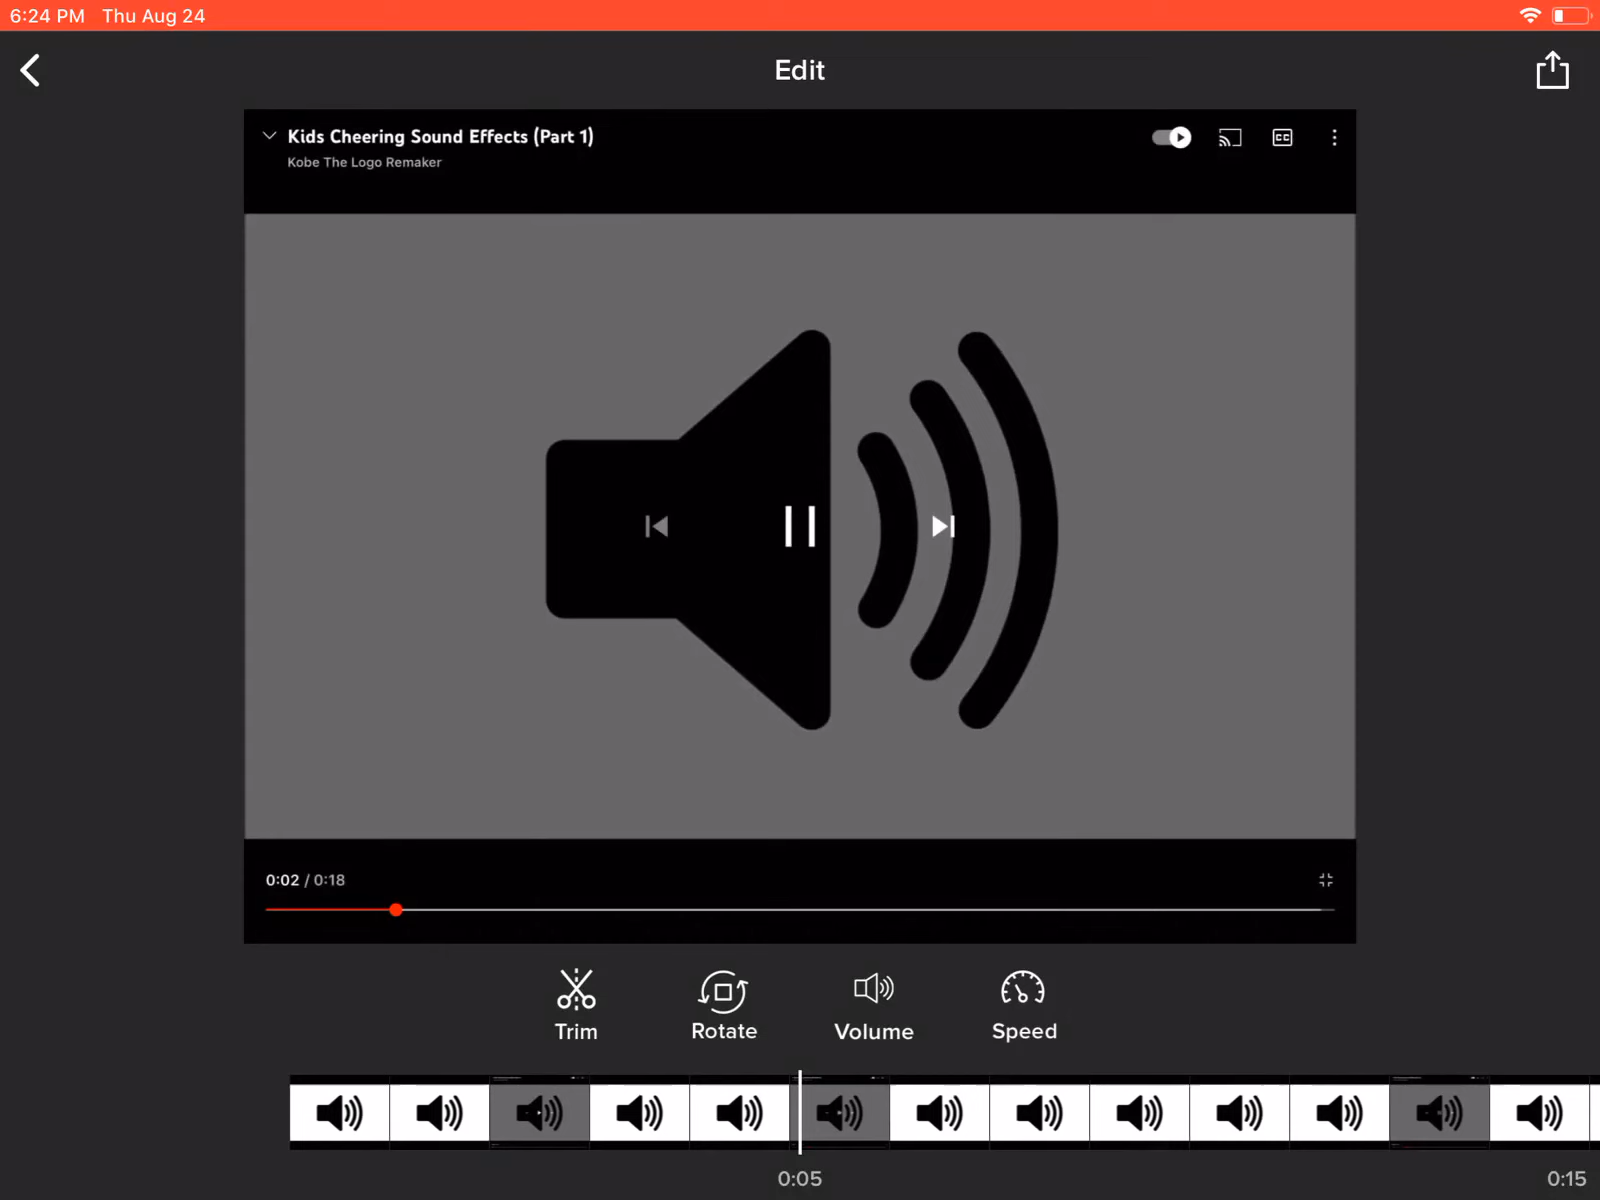 6:24 PM Thu Aug 24
Edit
Kids Cheering Sound Effects (Part 1)
Kobe The Logo Remaker
CC
0:02 / 0:18
Trim Rotate Volume Speed
0:05 0:15